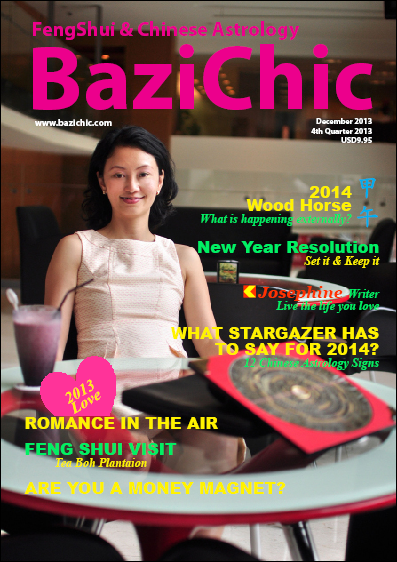 FengShui & Chinese Astrology
BaziChic
www.bazichic.com
December 2013
4th Quarter 2013
USD9.95
2014
Wood Horse
甲午
What is happening externally?
New Year Resolution
Set it & Keep it
Josephine Writer
Live the life you love
WHAT STARGAZER HAS
TO SAY FOR 2014?
12 Chinese Astrology Signs
2013
Love
ROMANCE IN THE AIR
FENG SHUI VISIT
Tea Boh Plantaion
ARE YOU A MONEY MAGNET?